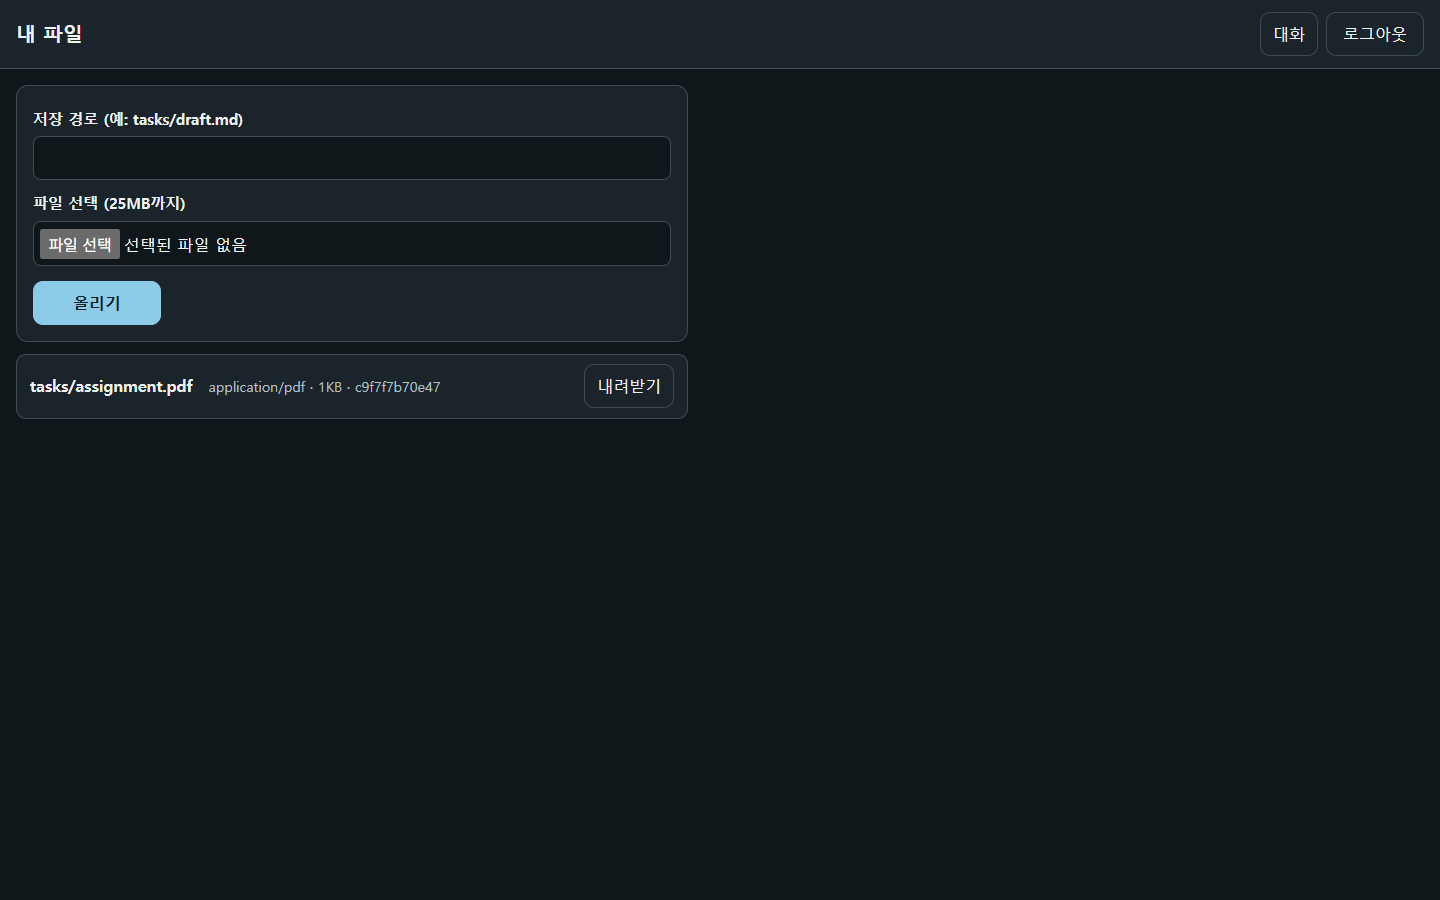 내 파일
대화
로그아웃
저장 경로 (예: tasks/draft.md)
파일 선택 (25MB까지)
파일 선택 선택된 파일 없음
올리기
tasks/assignment.pdf application/pdf · 1KB · c9f7f7b70e47
내려받기